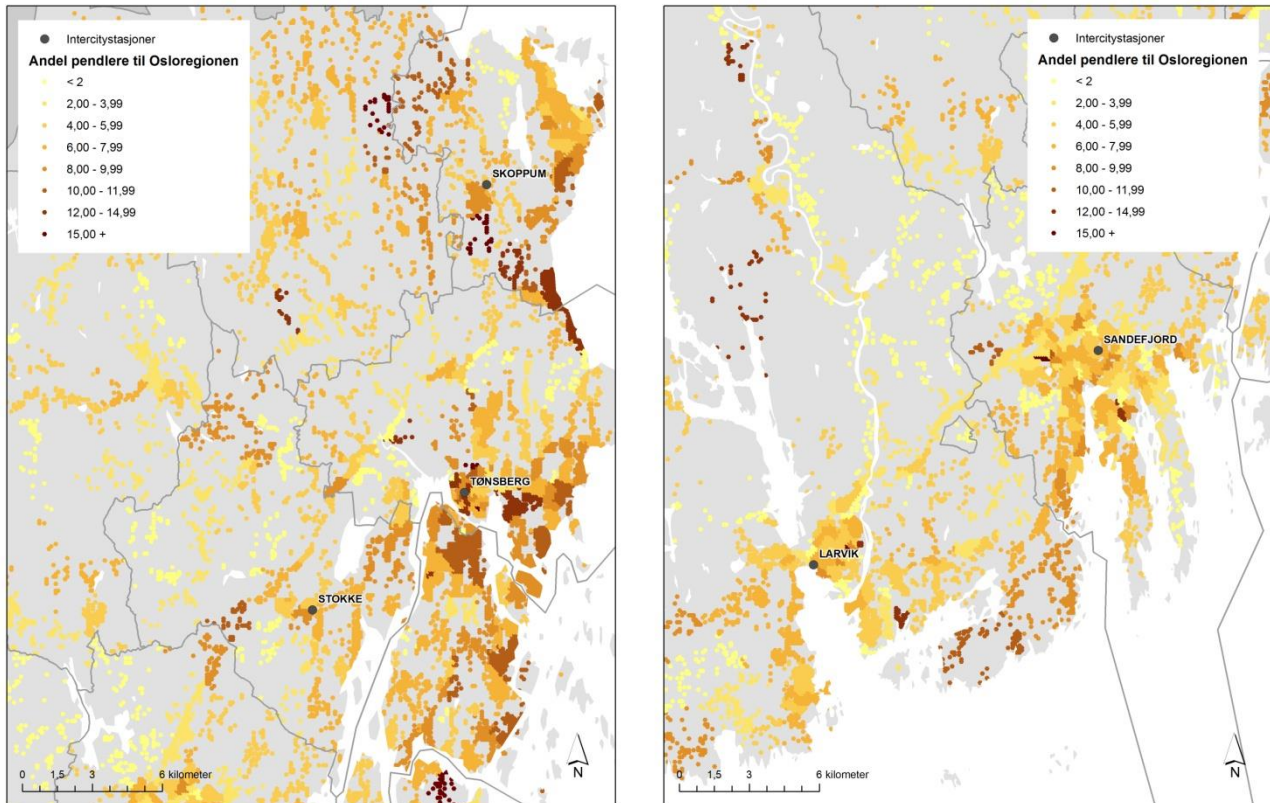 Intercitystasjoner
Andel pendlere til Osloregionen
< 2
2,00 - 3,99
4,00 - 5,99
6,00 - 7,99
8,00 - 9,99
10,00 - 11,99
12,00 - 14,99
15,00 +
SKOPPUM
TØNSBERG
STOKKE
0 1,5 3 6 kilometer
N
Intercitystasjoner
Andel pendlere til Osloregionen
< 2
2,00 - 3,99
4,00 - 5,99
6,00 - 7,99
8,00 - 9,99
10,00 - 11,99
12,00 - 14,99
15,00 +
SANDEFJORD
LARVIK
0 1,5 3 6 kilometer
N